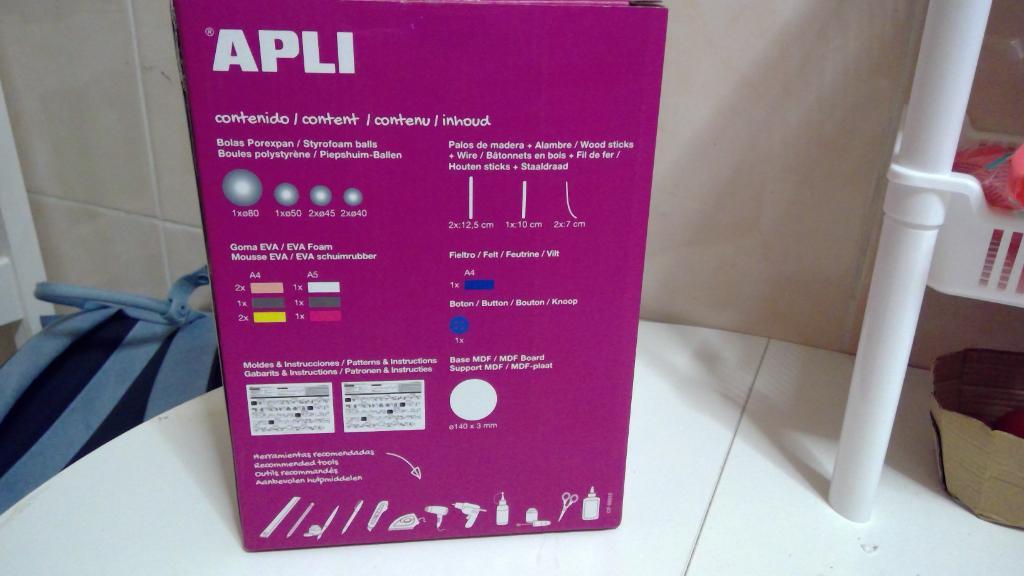 ® APLI
contenido / content / contenu / inhoud
Bolas Porexpan / Styrofoam balls
Boules polystyrène / Piepshuim-Ballen
1xø80 1xø50 2xø45 2xø40
Palos de madera + Alambre / Wood sticks
+ Wire / Bâtonnets en bois + Fil de fer /
Houten sticks + Staaldraad
2x:12,5 cm 1x:10 cm 2x:7 cm
Goma EVA / EVA Foam
Mousse EVA / EVA schuimrubber
A4 A5
2x 1x
1x 1x
2x 1x
Fieltro / Felt / Feutrine / Vilt
A4
1x
Boton / Button / Bouton / Knoop
1x
Moldes & Instrucciones / Patterns & Instructions
Gabarits & Instructions / Patronen & Instructies
Base MDF / MDF Board
Support MDF / MDF-plaat
ø140 x 3 mm
Herramientas recomendadas
Recommended tools
Outils recommandés
Aanbevolen hulpmiddelen